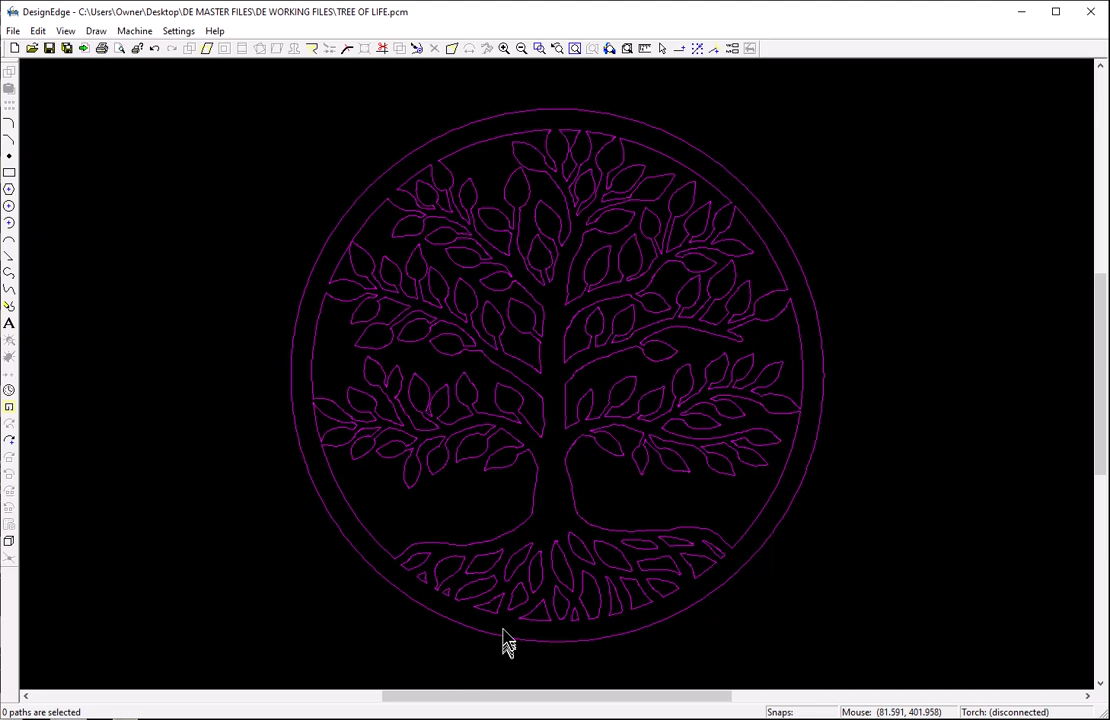 DesignEdge - C:\Users\Owner\Desktop\DE MASTER FILES\DE WORKING FILES\TREE OF LIFE.pcm
File Edit View Draw Machine Settings Help
A
0 paths are selected
Snaps:
Mouse: (81.591, 401.958)
Torch: (disconnected)